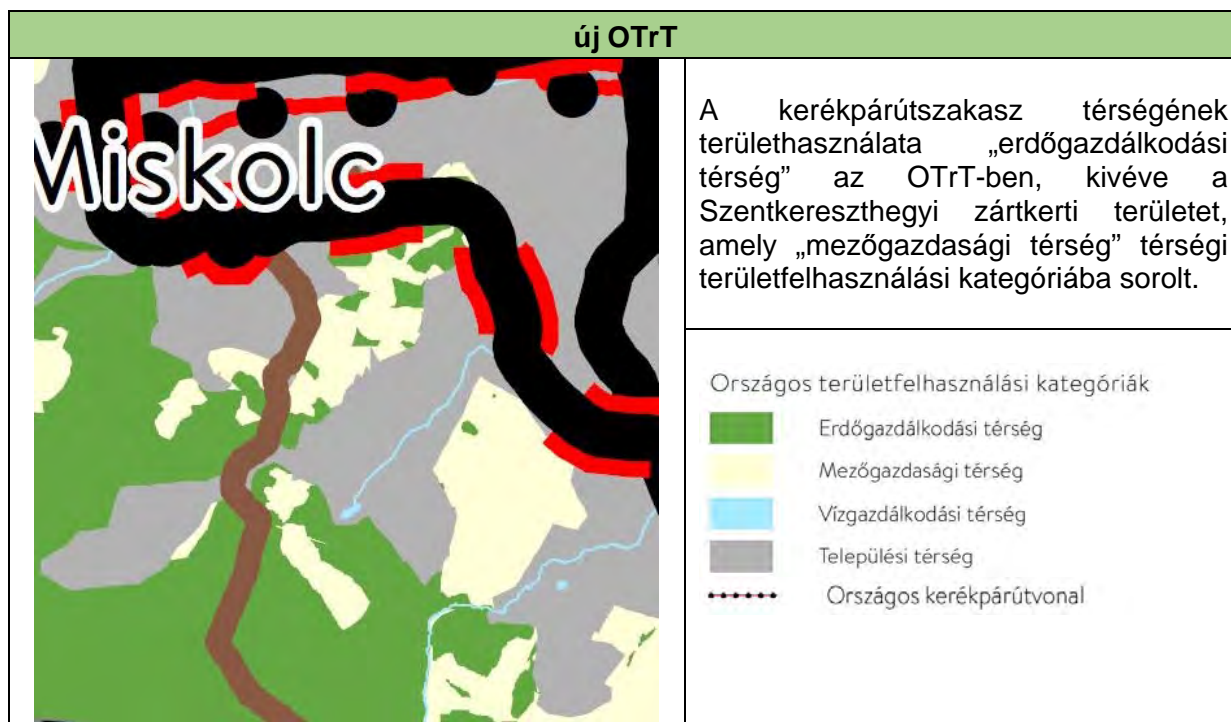 új OTrT
Miskolc
A kerékpárútszakasz térségének
területhasználata „erdőgazdálkodási
térség” az OTrT-ben, kivéve a
Szentkereszthegyi zártkerti területet,
amely „mezőgazdasági térség” térségi
területfelhasználási kategóriába sorolt.
Országos területfelhasználási kategóriák
Erdőgazdálkodási térség
Mezőgazdasági térség
Vízgazdálkodási térség
Települési térség
Országos kerékpárútvonal